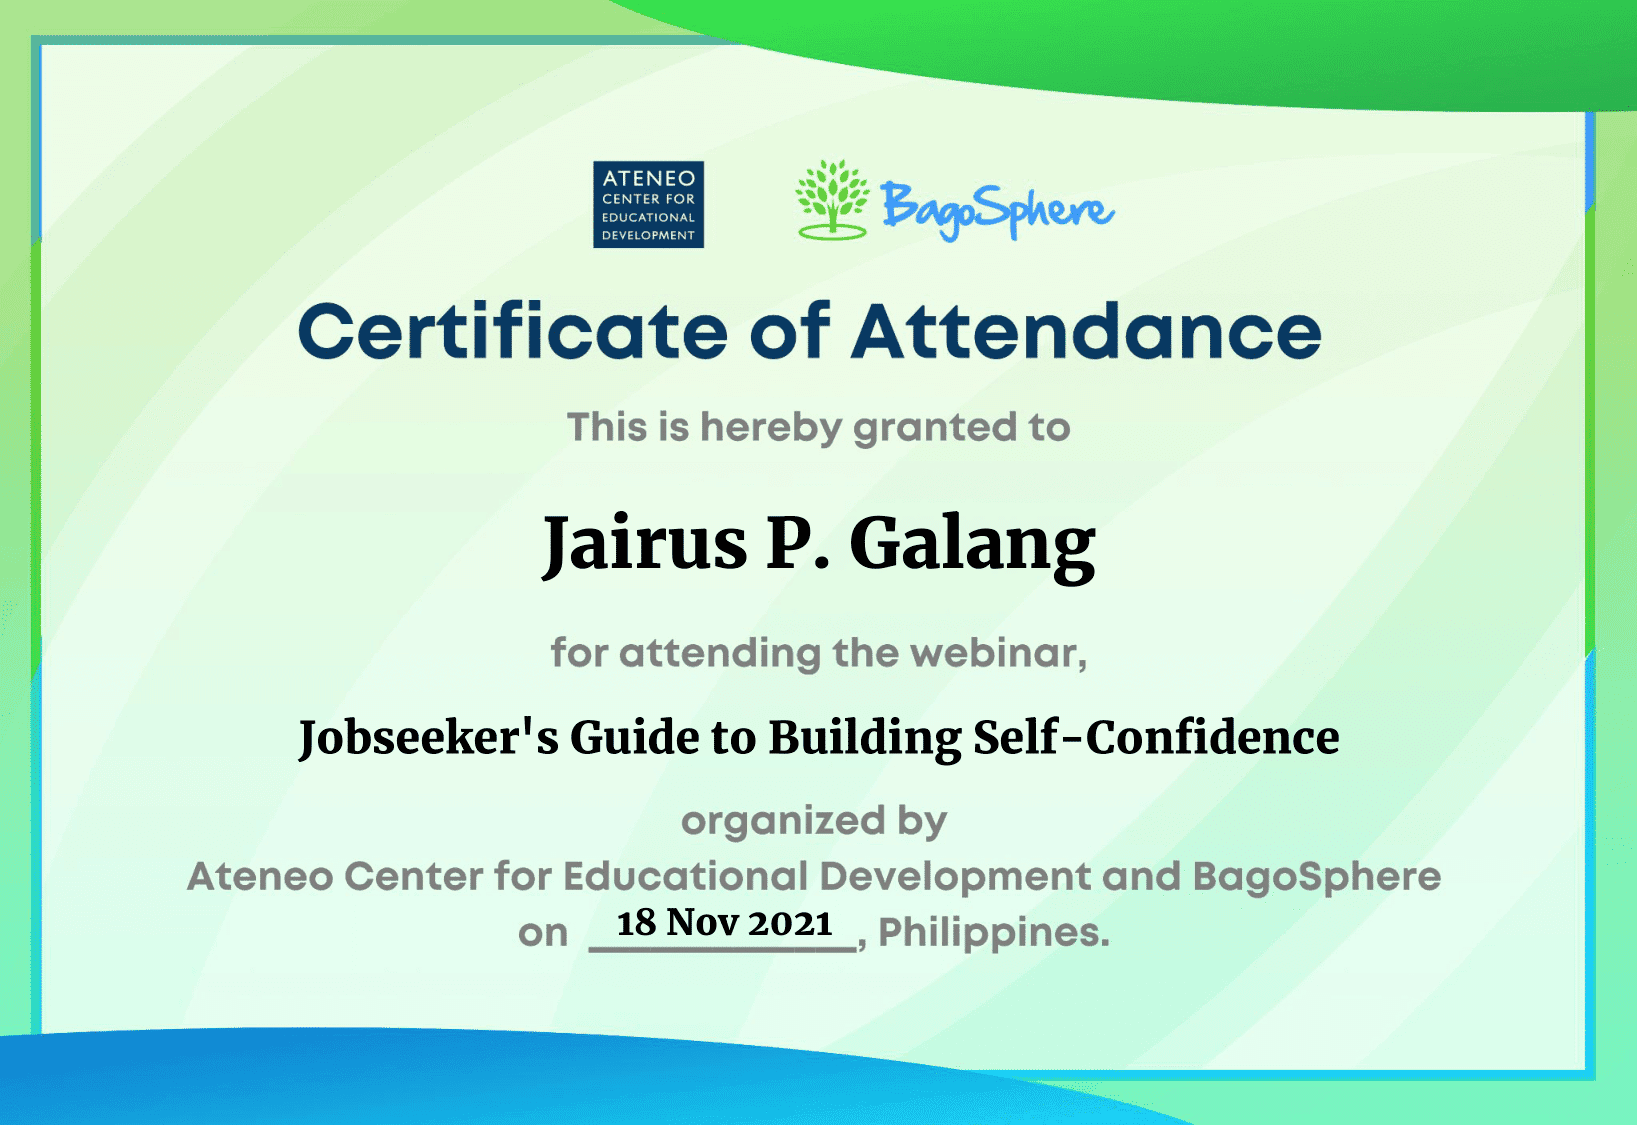 ATENEO
CENTER FOR
EDUCATIONAL
DEVELOPMENT
BagoSphere
Certificate of Attendance
This is hereby granted to
Jairus P. Galang
for attending the webinar,
Jobseeker's Guide to Building Self-Confidence
organized by
Ateneo Center for Educational Development and BagoSphere
on 18 Nov 2021, Philippines.